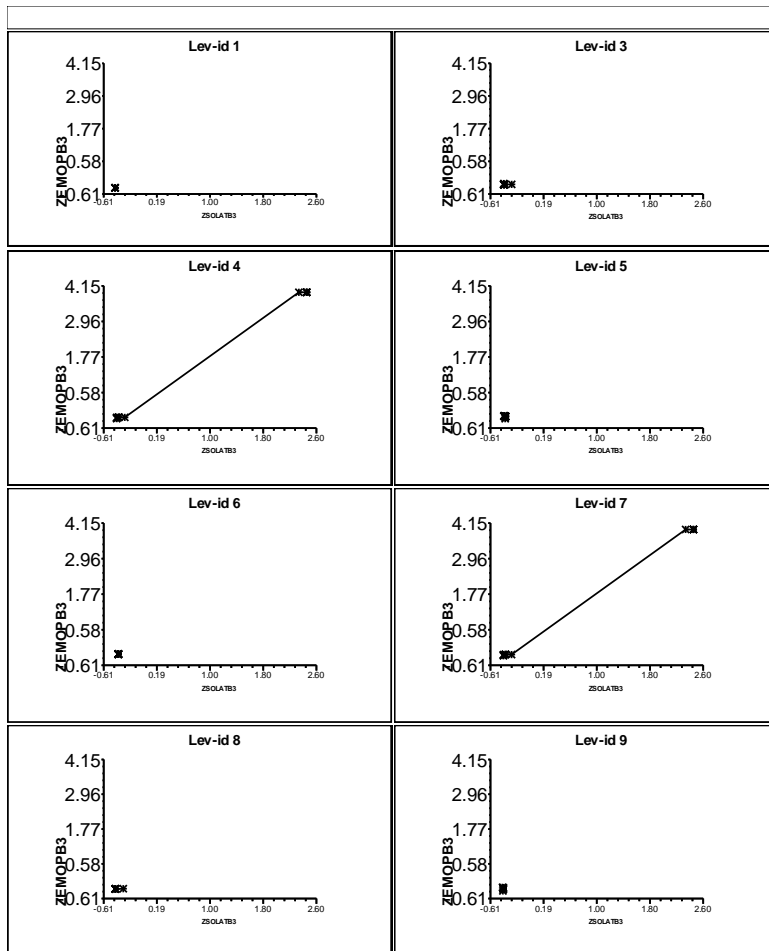 Lev-id 1
4.15
2.96
1.77
0.58
-0.61
ZEMOPB3
-0.61 0.19 1.00 1.80 2.60
ZSOLATB3
Lev-id 3
4.15
2.96
1.77
0.58
-0.61
ZEMOPB3
-0.61 0.19 1.00 1.80 2.60
ZSOLATB3
Lev-id 4
4.15
2.96
1.77
0.58
-0.61
ZEMOPB3
-0.61 0.19 1.00 1.80 2.60
ZSOLATB3
Lev-id 5
4.15
2.96
1.77
0.58
-0.61
ZEMOPB3
-0.61 0.19 1.00 1.80 2.60
ZSOLATB3
Lev-id 6
4.15
2.96
1.77
0.58
-0.61
ZEMOPB3
-0.61 0.19 1.00 1.80 2.60
ZSOLATB3
Lev-id 7
4.15
2.96
1.77
0.58
-0.61
ZEMOPB3
-0.61 0.19 1.00 1.80 2.60
ZSOLATB3
Lev-id 8
4.15
2.96
1.77
0.58
-0.61
ZEMOPB3
-0.61 0.19 1.00 1.80 2.60
ZSOLATB3
Lev-id 9
4.15
2.96
1.77
0.58
-0.61
ZEMOPB3
-0.61 0.19 1.00 1.80 2.60
ZSOLATB3